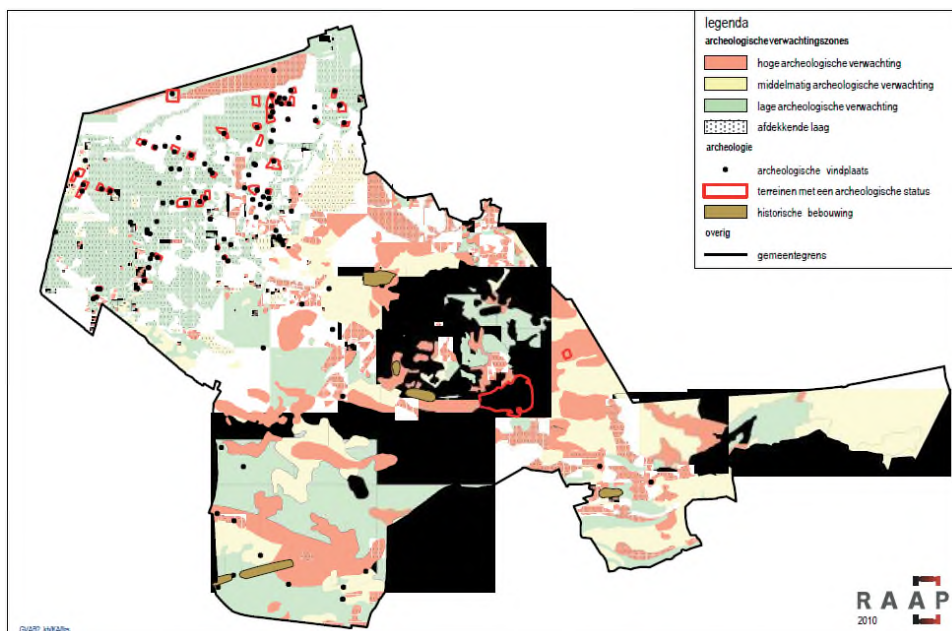 legenda
archeologische verwachtingszones
hoge archeologische verwachting
middelmatig archeologische verwachting
lage archeologische verwachting
afdekkende laag
archeologie
archeologische vindplaats
terreinen met een archeologische status
historische bebouwing
overig
gemeentegrens
RAAP
2010